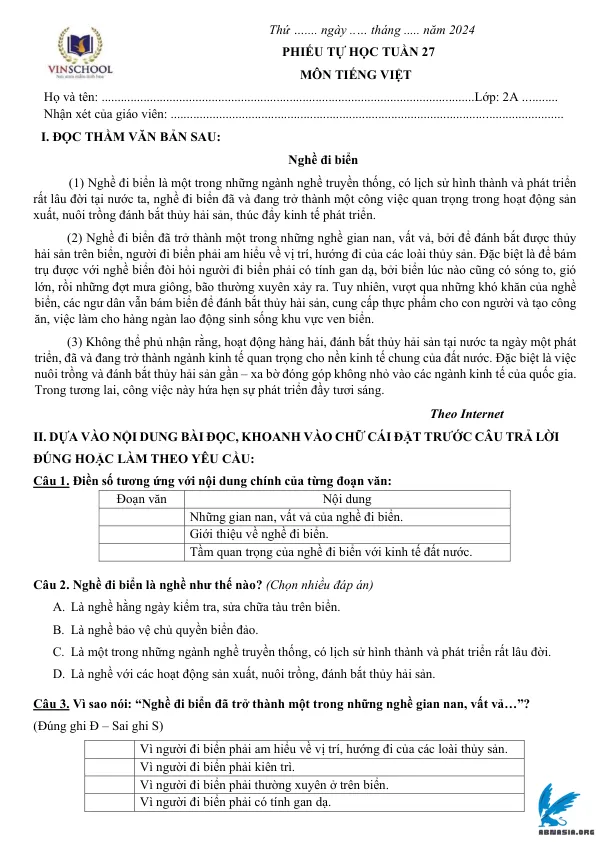 Thứ ....... ngày ..... tháng ..... năm 2024
VINSCHOOL
PHIẾU TỰ HỌC TUẦN 27
MÔN TIẾNG VIỆT
Họ và tên: .....................................................................................................................Lớp: 2A ...........
Nhận xét của giáo viên: ...........................................................................................................................
I. ĐỌC THẦM VĂN BẢN SAU:
Nghề đi biển
(1) Nghề đi biển là một trong những ngành nghề truyền thống, có lịch sử hình thành và phát triển
rất lâu đời tại nước ta, nghề đi biển đã và đang trở thành một công việc quan trọng trong hoạt động sản
xuất, nuôi trồng đánh bắt thủy hải sản, thúc đẩy kinh tế phát triển.
(2) Nghề đi biển đã trở thành một trong những nghề gian nan, vất vả, bởi để đánh bắt được thủy
hải sản trên biển, người đi biển phải am hiểu về vị trí, hướng đi của các loài thủy sản. Đặc biệt là để bám
trụ được với nghề biển đòi hỏi người đi biển phải có tính gan dạ, bởi biển lúc nào cũng có sóng to, gió
lớn, rồi những đợt mưa giông, bão thường xuyên xảy ra. Tuy nhiên, vượt qua những khó khăn của nghề
biển, các ngư dân vẫn bám biển để đánh bắt thủy hải sản, cung cấp thực phẩm cho con người và tạo công
ăn, việc làm cho hàng ngàn lao động sinh sống khu vực ven biển.
(3) Không thể phủ nhận rằng, hoạt động hàng hải, đánh bắt thủy hải sản tại nước ta ngày một phát
triển, đã và đang trở thành ngành kinh tế quan trọng cho nền kinh tế chung của đất nước. Đặc biệt là việc
nuôi trồng và đánh bắt thủy hải sản gần – xa bờ đóng góp không nhỏ vào các ngành kinh tế của quốc gia.
Trong tương lai, công việc này hứa hẹn sự phát triển đầy tươi sáng.
Theo Internet
II. DỰA VÀO NỘI DUNG BÀI ĐỌC, KHOANH VÀO CHỮ CÁI ĐẶT TRƯỚC CÂU TRẢ LỜI
ĐÚNG HOẶC LÀM THEO YÊU CẦU:
Câu 1. Điền số tương ứng với nội dung chính của từng đoạn văn:
Đoạn văn Nội dung
Những gian nan, vất vả của nghề đi biển.
Giới thiệu về nghề đi biển.
Tầm quan trọng của nghề đi biển với kinh tế đất nước.
Câu 2. Nghề đi biển là nghề như thế nào? (Chọn nhiều đáp án)
A. Là nghề hằng ngày kiểm tra, sửa chữa tàu trên biển.
B. Là nghề bảo vệ chủ quyền biển đảo.
C. Là một trong những ngành nghề truyền thống, có lịch sử hình thành và phát triển rất lâu đời.
D. Là nghề với các hoạt động sản xuất, nuôi trồng, đánh bắt thủy hải sản.
Câu 3. Vì sao nói: “Nghề đi biển đã trở thành một trong những nghề gian nan, vất vả…”?
(Đúng ghi Đ – Sai ghi S)
Vì người đi biển phải am hiểu về vị trí, hướng đi của các loài thủy sản.
Vì người đi biển phải kiên trì.
Vì người đi biển phải thường xuyên ở trên biển.
Vì người đi biển phải có tính gan dạ.
ABNASIA.ORG